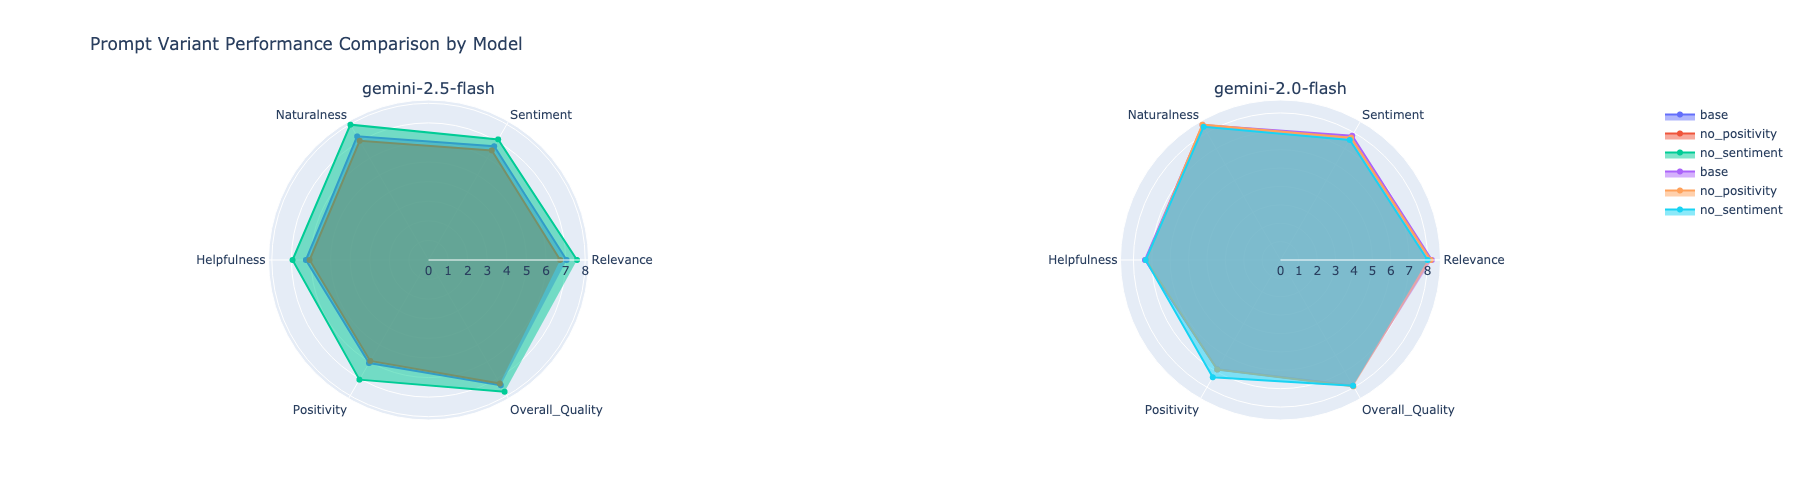 Prompt Variant Performance Comparison by Model
gemini-2.5-flash
Naturalness
Sentiment
Helpfulness
Relevance
0 1 2 3 4 5 6 7 8
Positivity
Overall_Quality
gemini-2.0-flash
Naturalness
Sentiment
Helpfulness
Relevance
0 1 2 3 4 5 6 7 8
Positivity
Overall_Quality
base
no_positivity
no_sentiment
base
no_positivity
no_sentiment